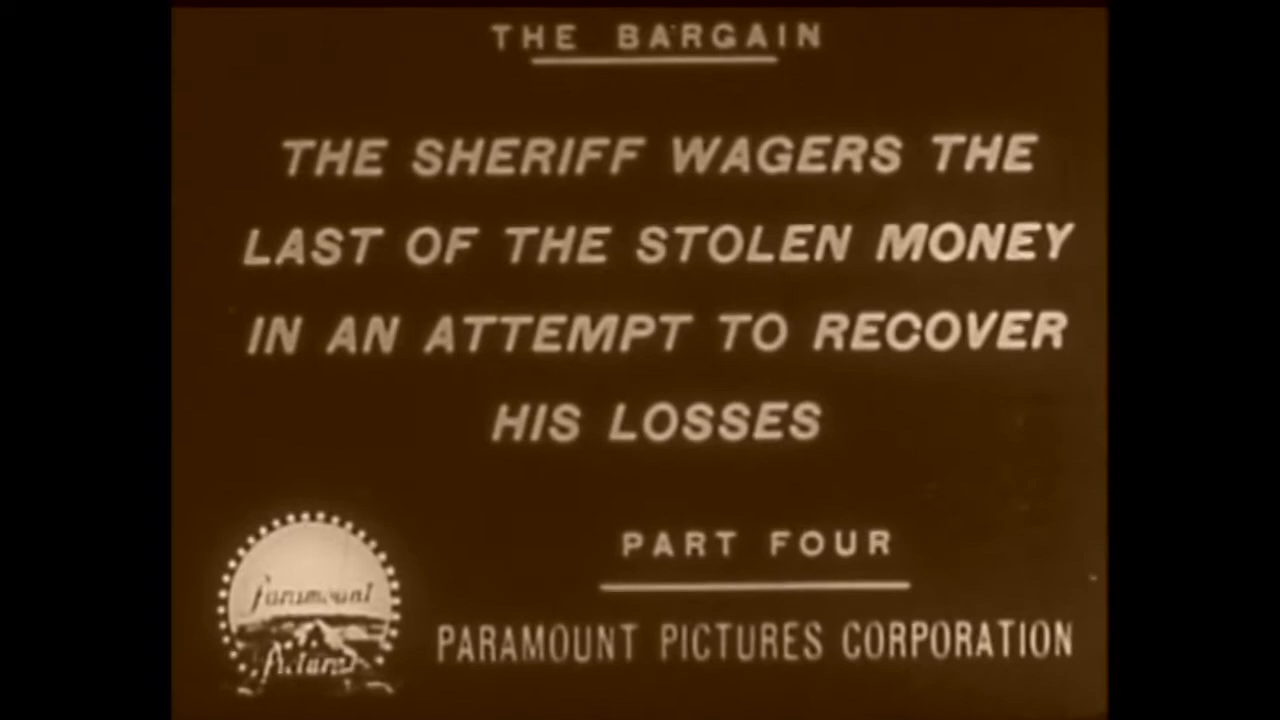 THE BARGAIN
THE SHERIFF WAGERS THE
LAST OF THE STOLEN MONEY
IN AN ATTEMPT TO RECOVER
HIS LOSSES
PART FOUR
Paramount
Pictures
PARAMOUNT PICTURES CORPORATION